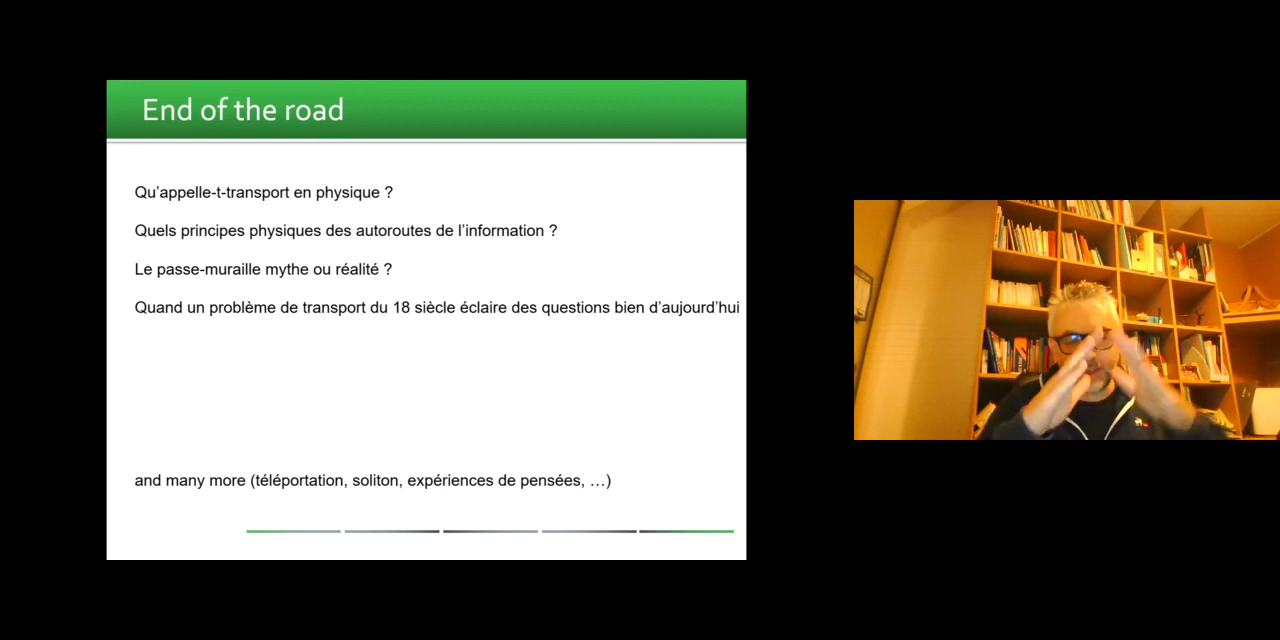 End of the road
Qu’appelle-t-transport en physique ?
Quels principes physiques des autoroutes de l’information ?
Le passe-muraille mythe ou réalité ?
Quand un problème de transport du 18 siècle éclaire des questions bien d’aujourd’hui
and many more (téléportation, soliton, expériences de pensées, …)